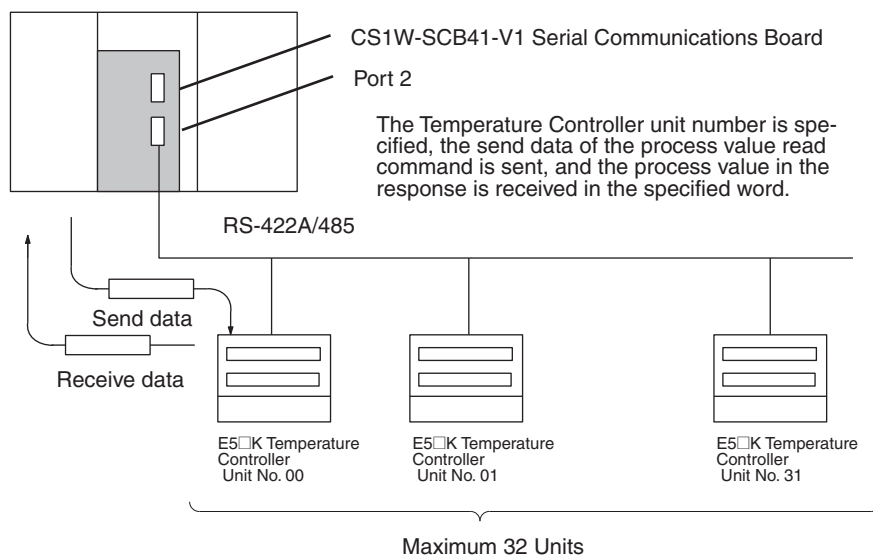 CS1W-SCB41-V1 Serial Communications Board
Port 2
The Temperature Controller unit number is spe-
cified, the send data of the process value read
command is sent, and the process value in the
response is received in the specified word.
RS-422A/485
Send data
Receive data
E5□K Temperature
Controller
Unit No. 00
E5□K Temperature
Controller
Unit No. 01
E5□K Temperature
Controller
Unit No. 31
Maximum 32 Units